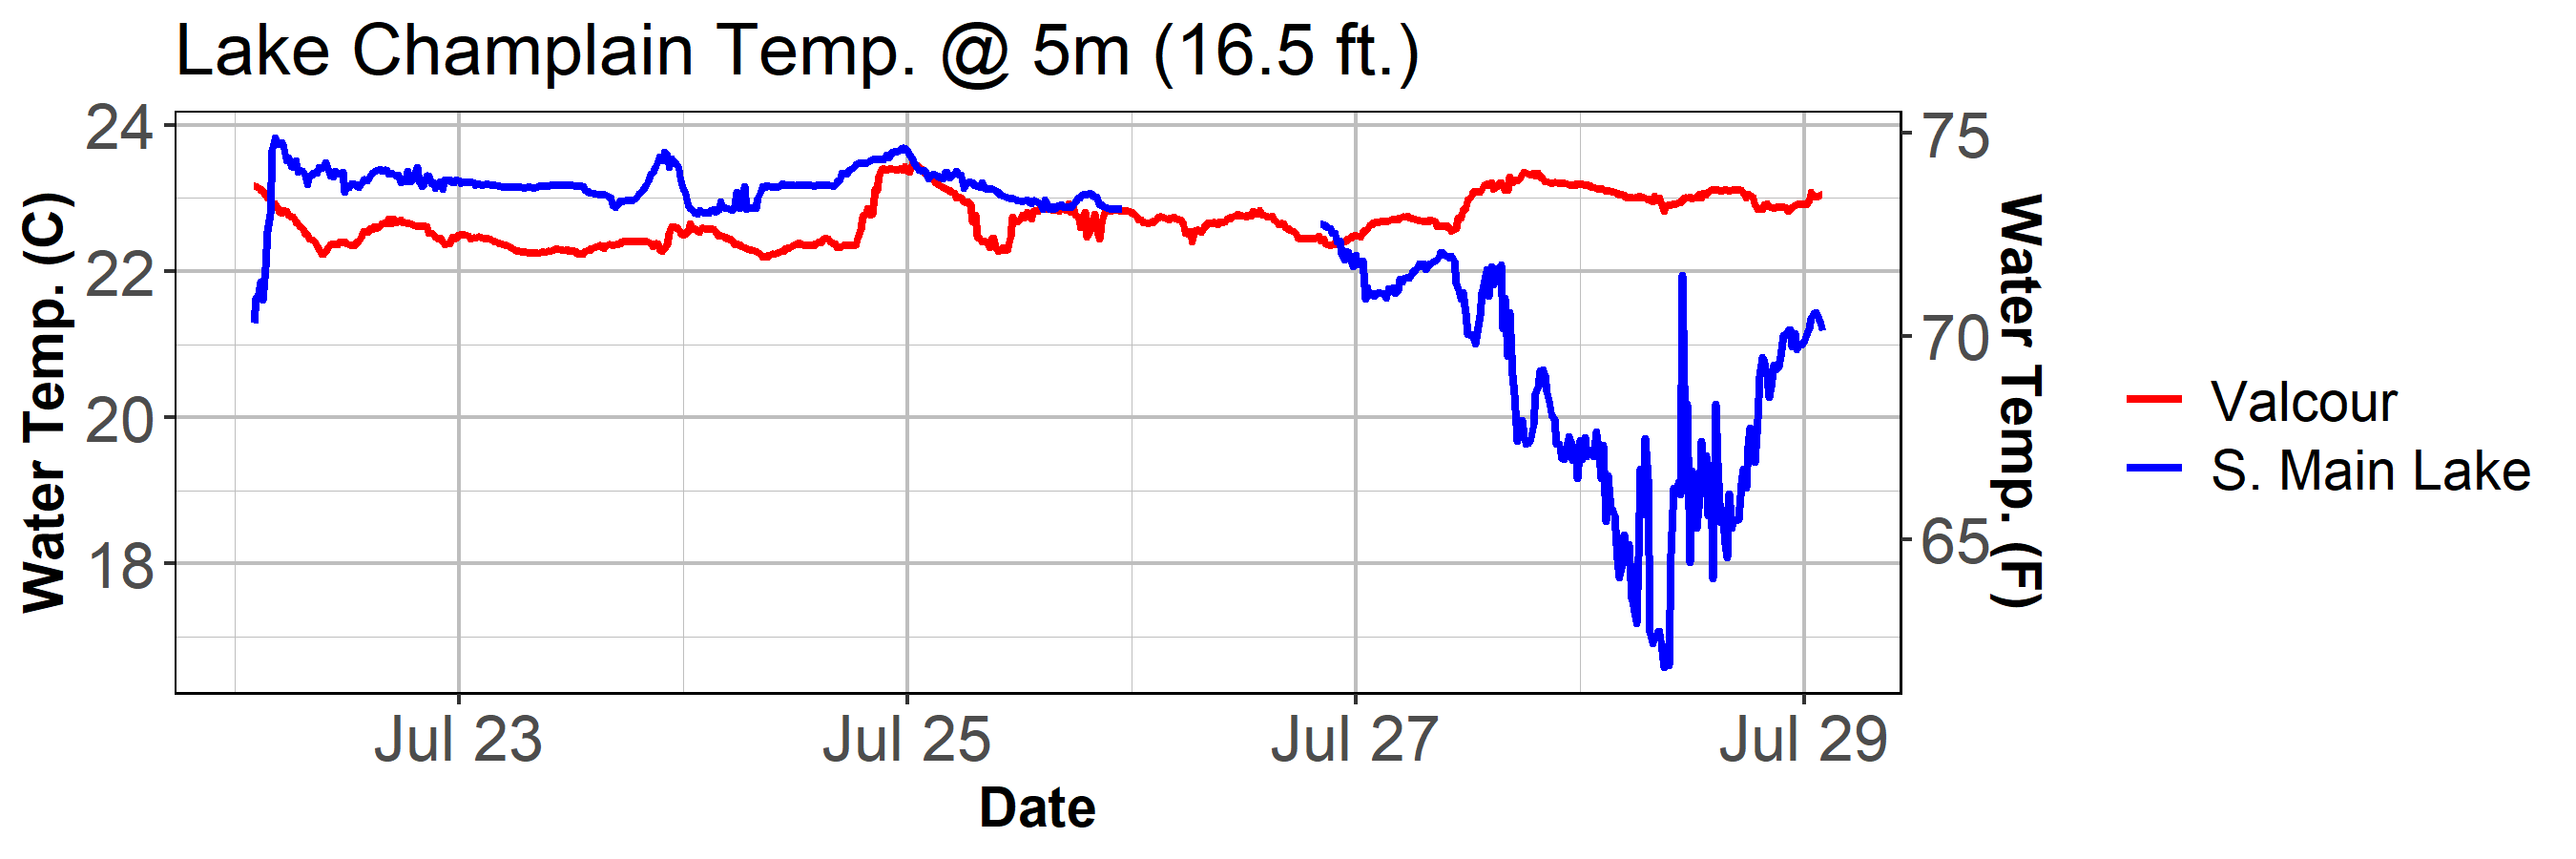 Lake Champlain Temp. @ 5m (16.5 ft.)
24
22
20
18
Water Temp. (C)
75
70
65
Water Temp. (F)
Jul 23
Jul 25
Jul 27
Jul 29
Date
Valcour
S. Main Lake